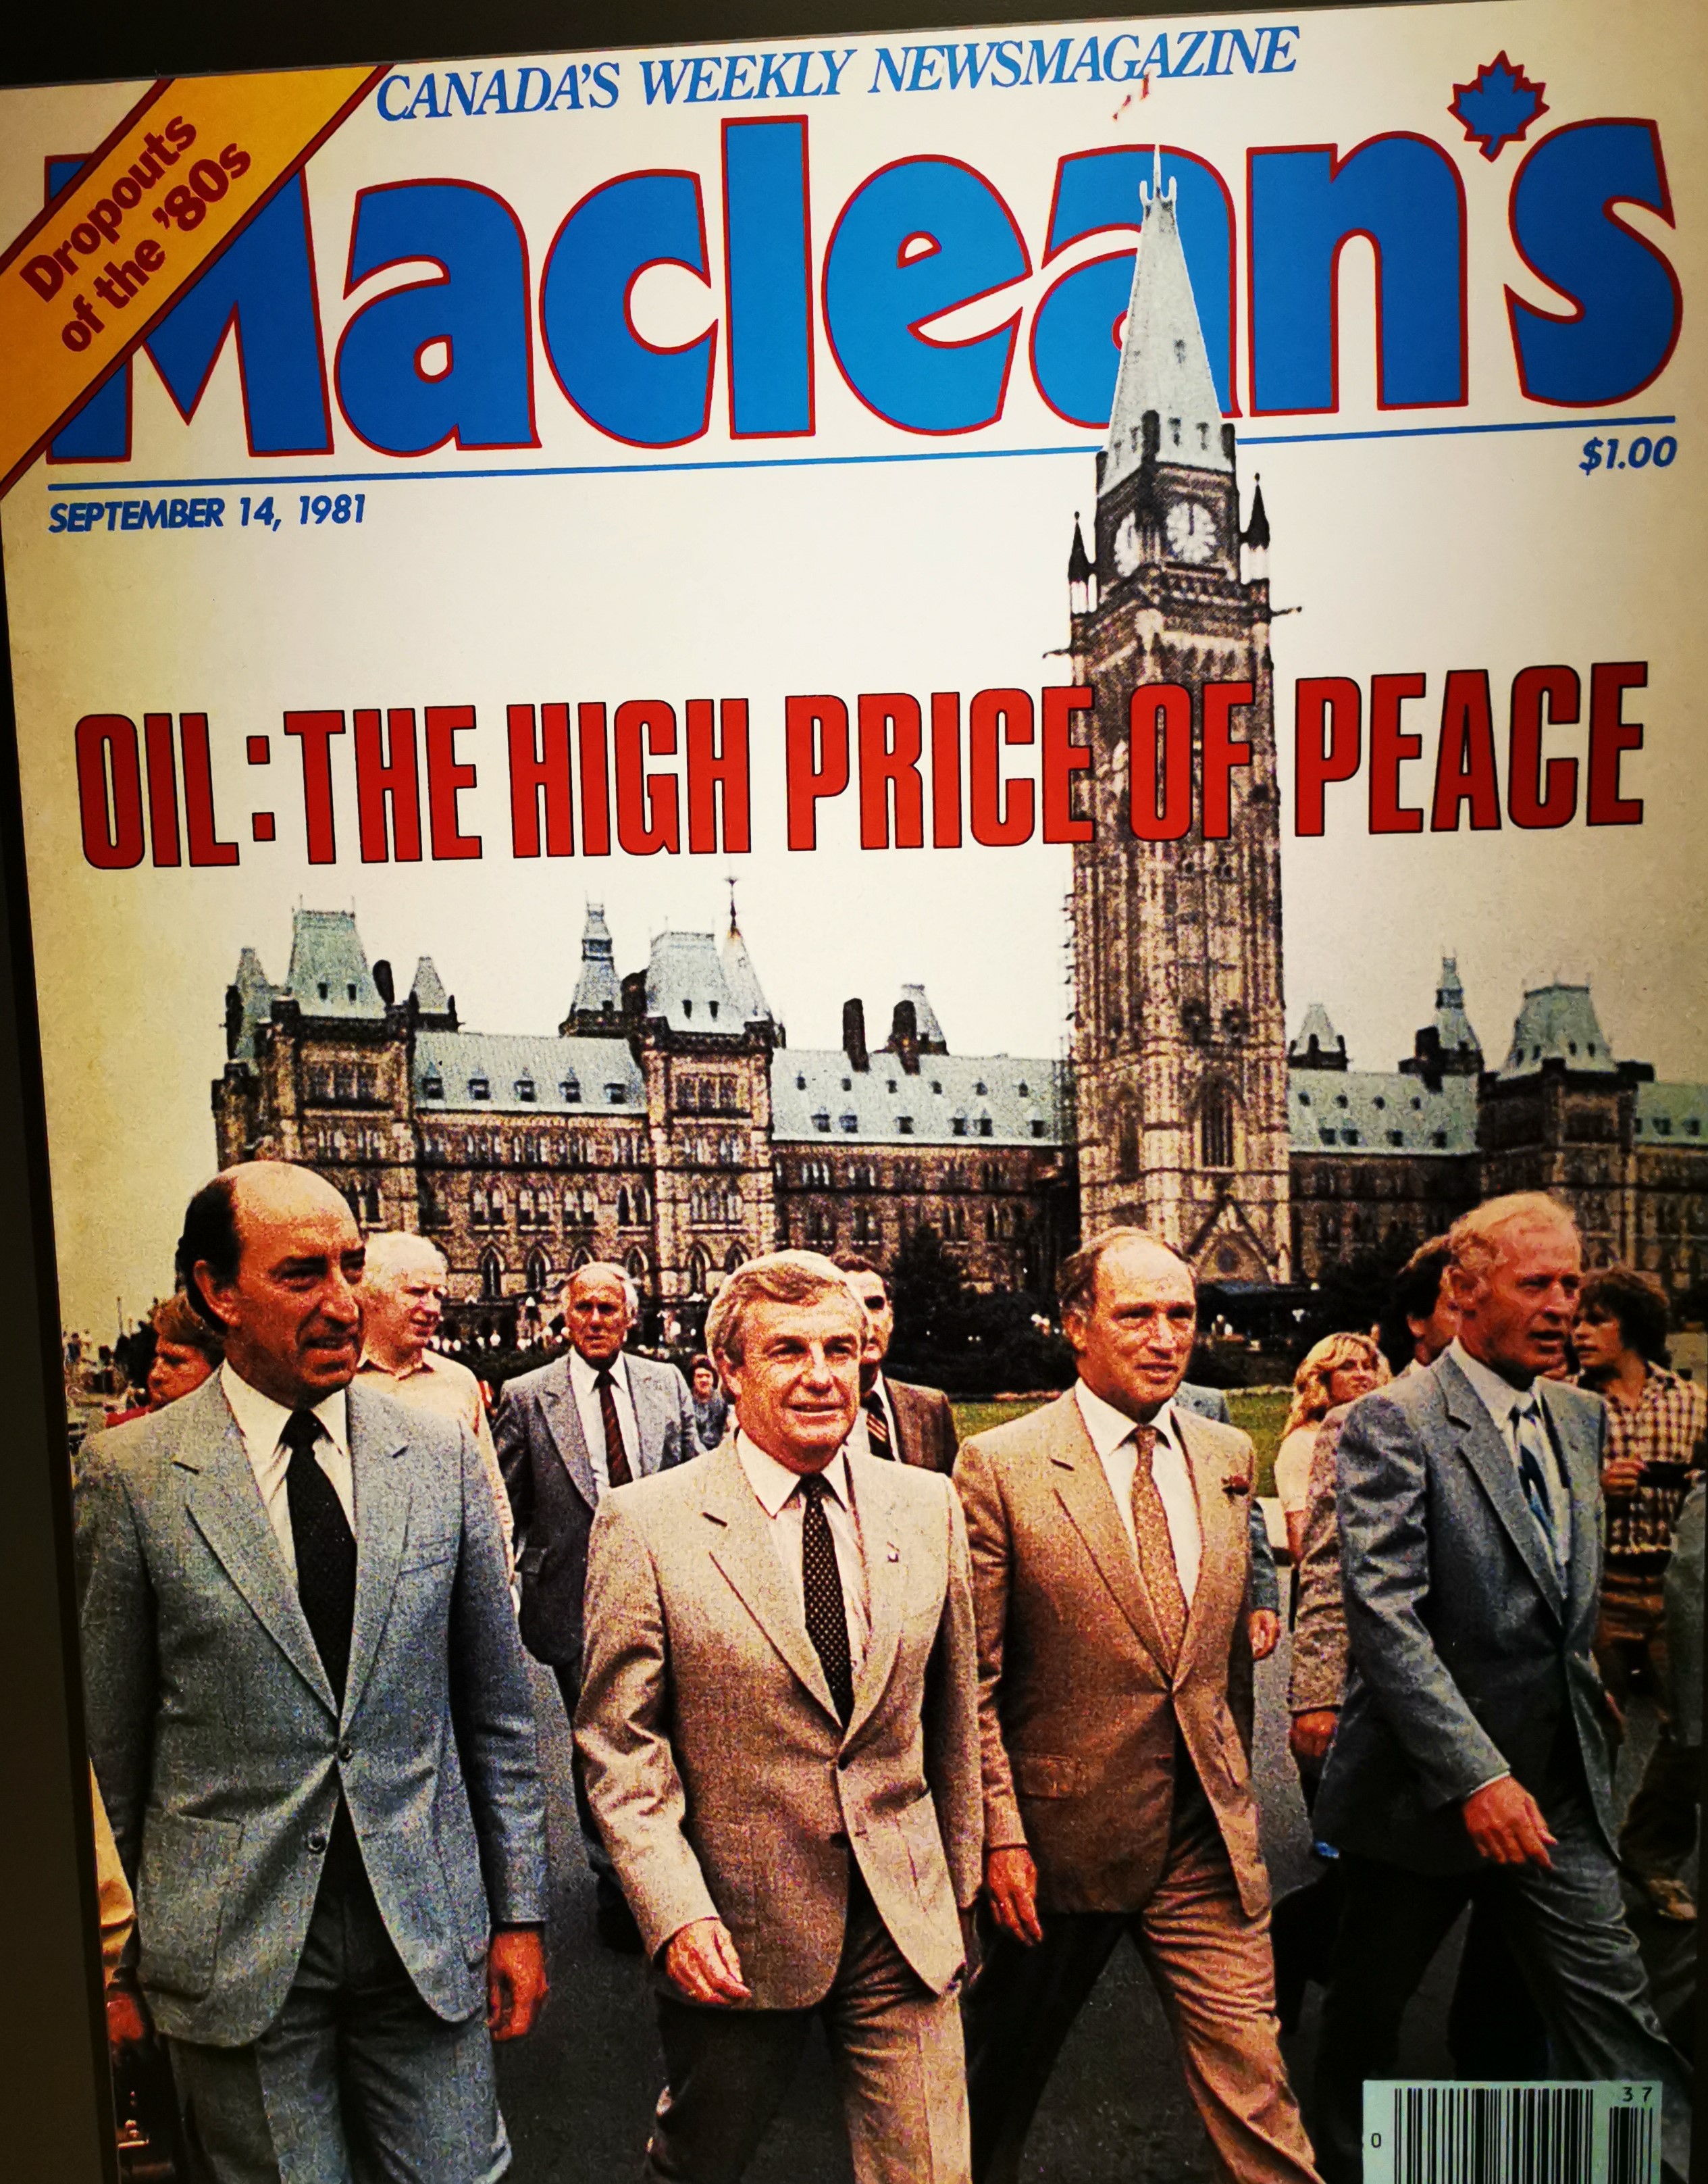 CANADA'S WEEKLY NEWSMAGAZINE
Dropouts
of the '80s
Maclean's
$1.00
SEPTEMBER 14, 1981
OIL: THE HIGH PRICE OF PEACE
37
0